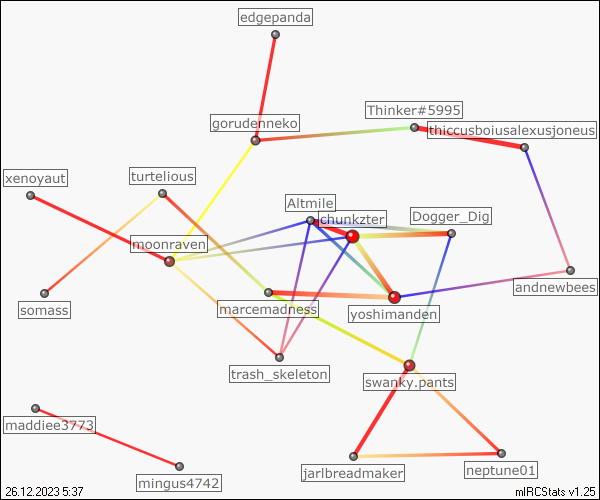 edgepanda
Thinker#5995
gorudenneko
thiccusboiusalexusjoneus
xenoyaut
turtelious
Altmile
chunkzter
Dogger_Dig
moonraven
andnewbees
somass
marcemadness
yoshimanden
trash_skeleton
swanky.pants
maddiee3773
jarlbreadmaker
neptune01
mingus4742
26.12.2023 5:37
mIRCStats v1.25